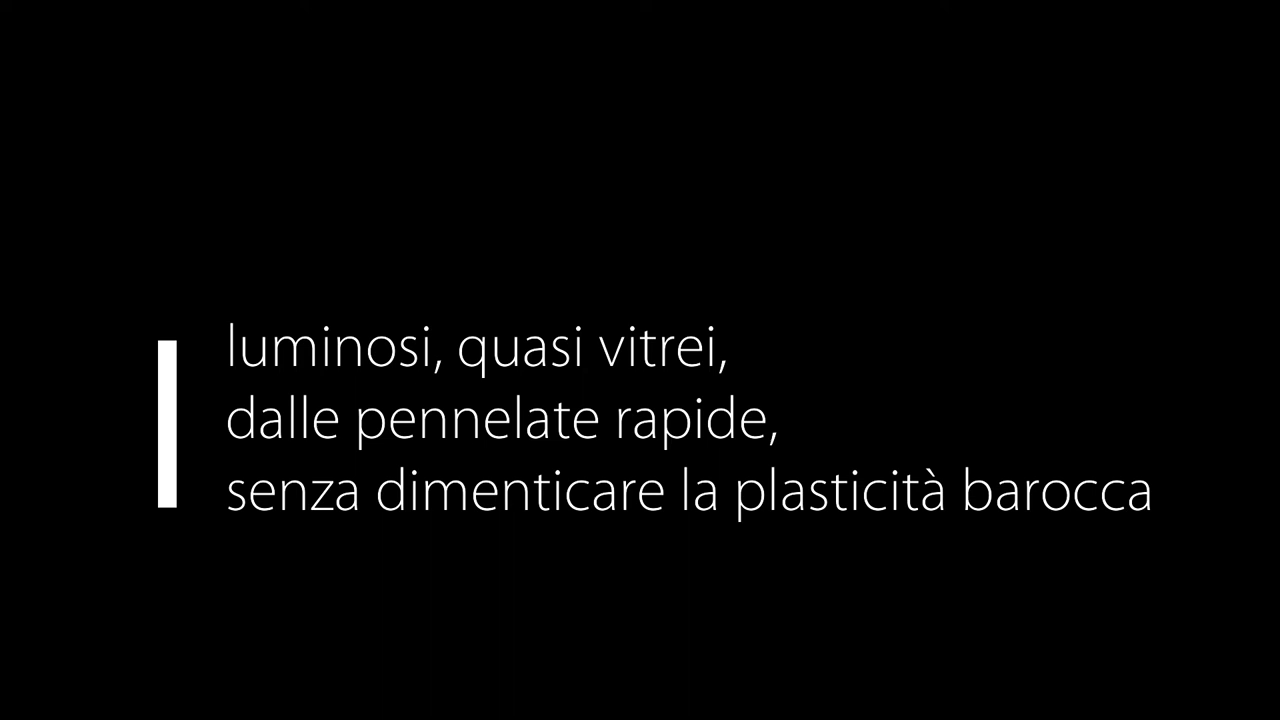 luminosi, quasi vitrei,
dalle pennelate rapide,
senza dimenticare la plasticità barocca